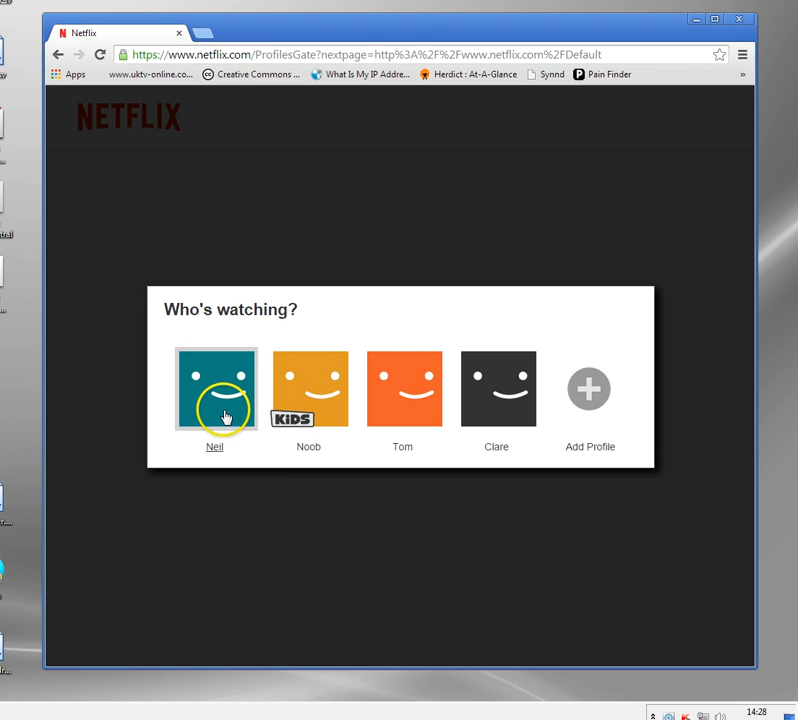 Netflix
https://www.netflix.com/ProfilesGate?nextpage=http%3A%2F%2Fwww.netflix.com%2FDefault
Apps www.uktv-online.co... Creative Commons ... What Is My IP Addre... Herdict : At-A-Glance Synnd Pain Finder »
NETFLIX
Who's watching?
KiDS
Neil Noob Tom Clare Add Profile
14:28